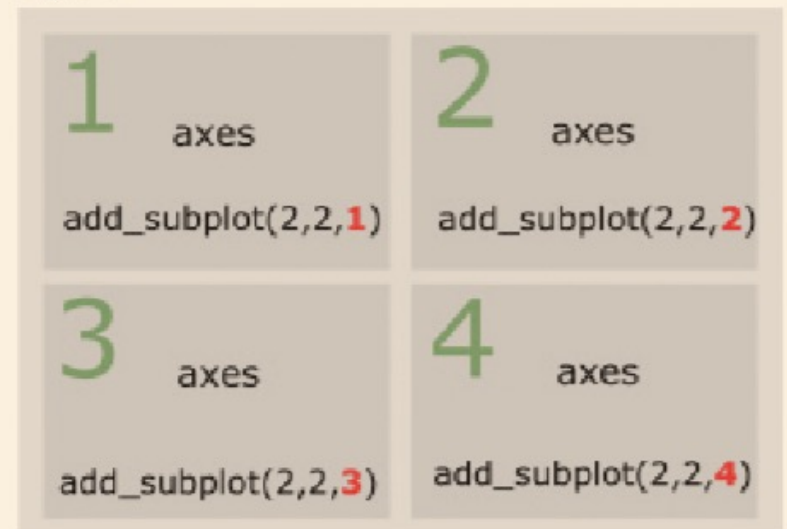 1
axes
add_subplot(2,2,1)
2
axes
add_subplot(2,2,2)
3
axes
add_subplot(2,2,3)
4
axes
add_subplot(2,2,4)